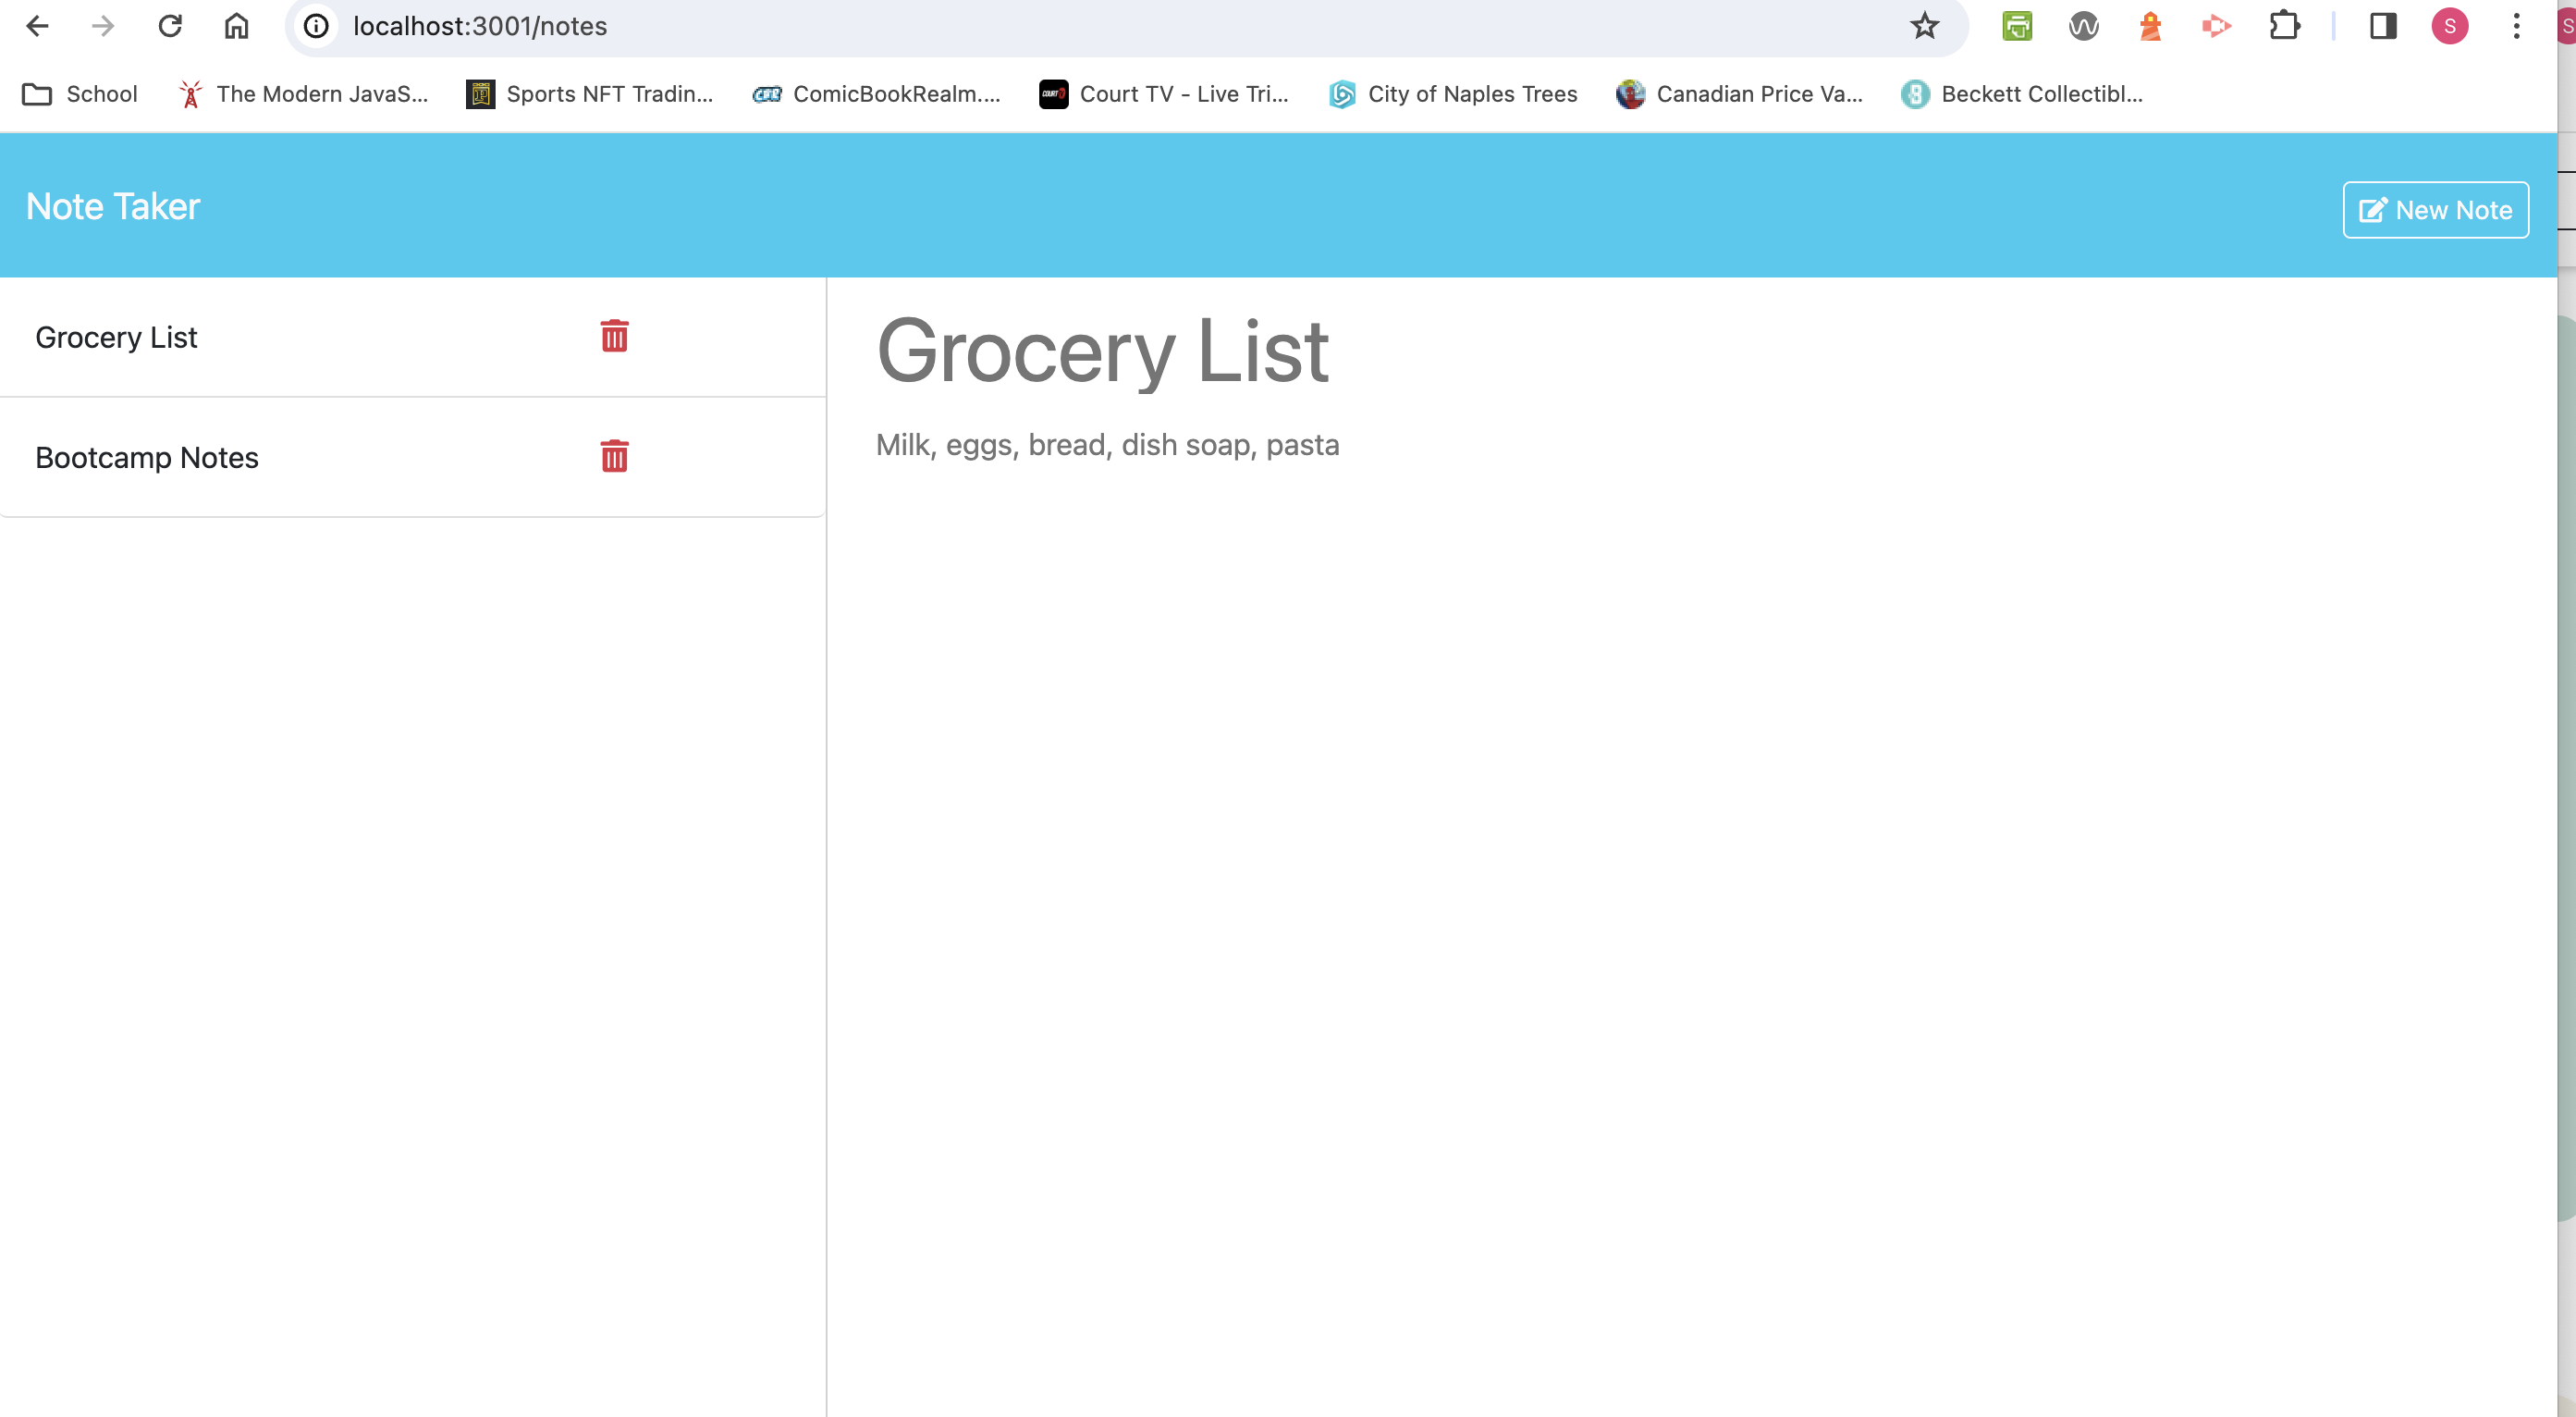 localhost:3001/notes
S
S
School
The Modern JavaS...
Sports NFT Tradin...
ComicBookRealm....
Court TV - Live Tri...
City of Naples Trees
Canadian Price Va...
Beckett Collectibl...
Note Taker
New Note
Grocery List
Bootcamp Notes
Grocery List
Milk, eggs, bread, dish soap, pasta